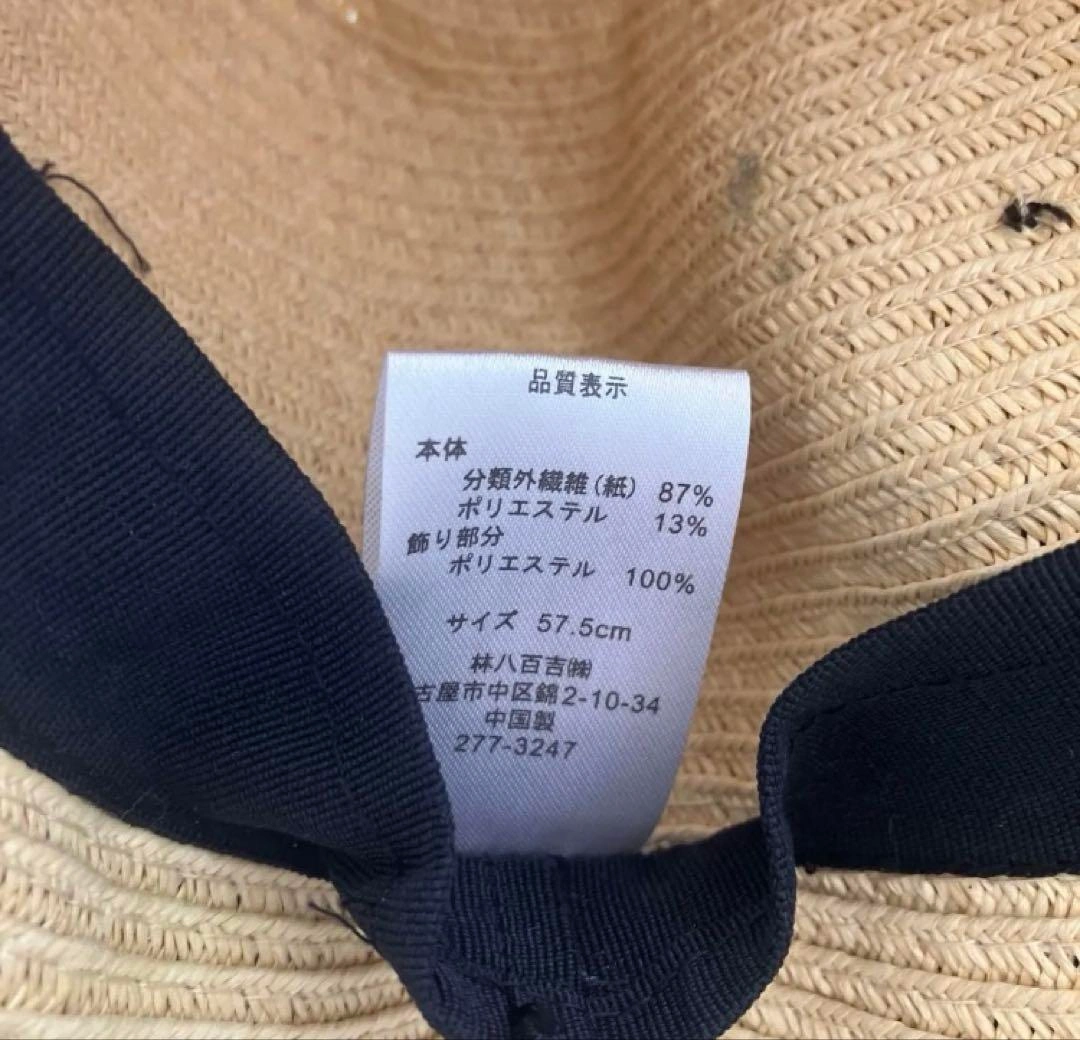 品質表示
本体
分類外繊維(紙) 87%
ポリエステル 13%
飾り部分
ポリエステル 100%
サイズ 57.5cm
林八百吉㈱
古屋市中区錦2-10-34
中国製
277-3247